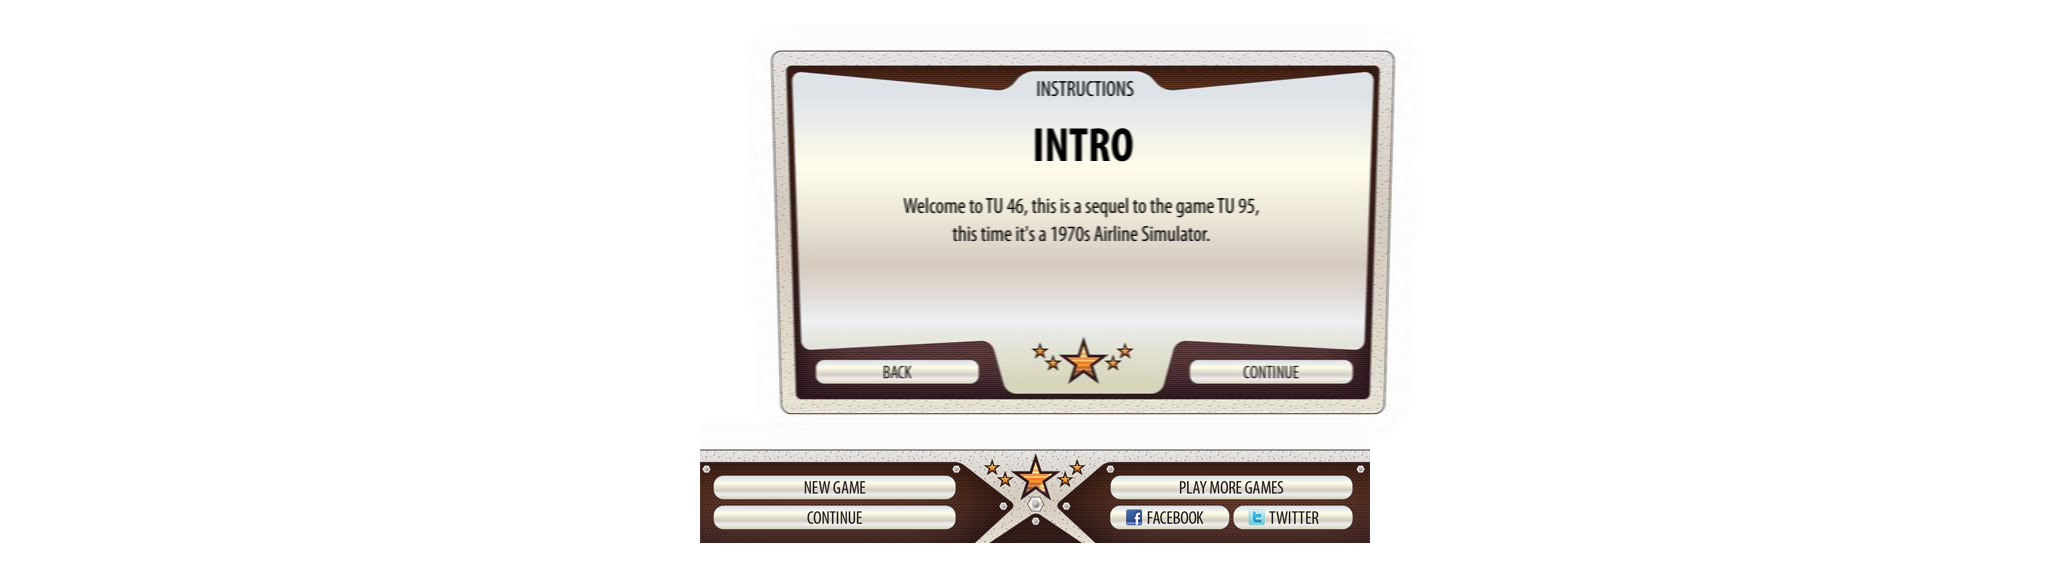 INSTRUCTIONS
INTRO
Welcome to TU 46, this is a sequel to the game TU 95,
this time it's a 1970s Airline Simulator.
BACK
CONTINUE
NEW GAME
CONTINUE
PLAY MORE GAMES
FACEBOOK
TWITTER